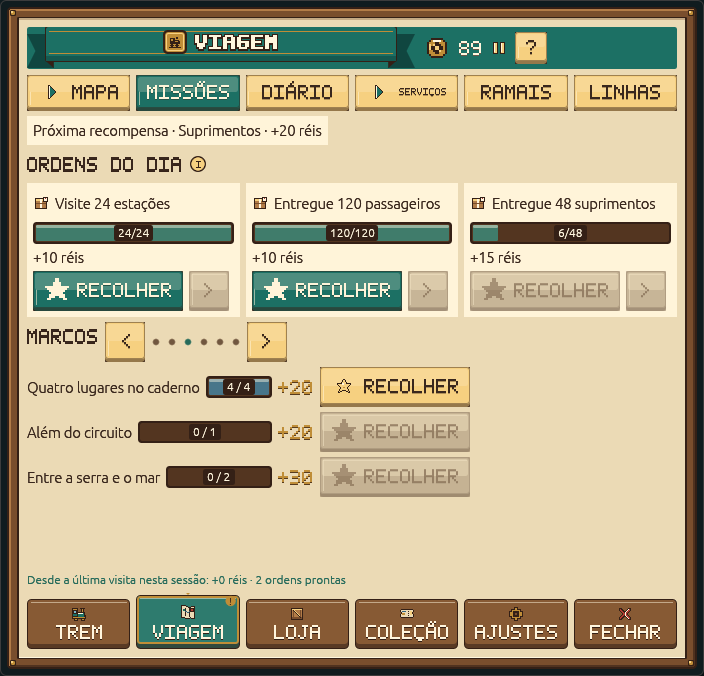 VIAGEM
89
?
MAPA
MISSÕES
DIÁRIO
SERVIÇOS
RAMAIS
LINHAS
Próxima recompensa · Suprimentos · +20 réis
ORDENS DO DIA
I
Visite 24 estações
24/24
+10 réis
RECOLHER
Entregue 120 passageiros
120/120
+10 réis
RECOLHER
Entregue 48 suprimentos
6/48
+15 réis
RECOLHER
MARCOS
Quatro lugares no caderno 4 / 4 +20 RECOLHER
Além do circuito 0 / 1 +20 RECOLHER
Entre a serra e o mar 0 / 2 +30 RECOLHER
Desde a última visita nesta sessão: +0 réis · 2 ordens prontas
TREM
VIAGEM
!
LOJA
COLEÇÃO
AJUSTES
FECHAR